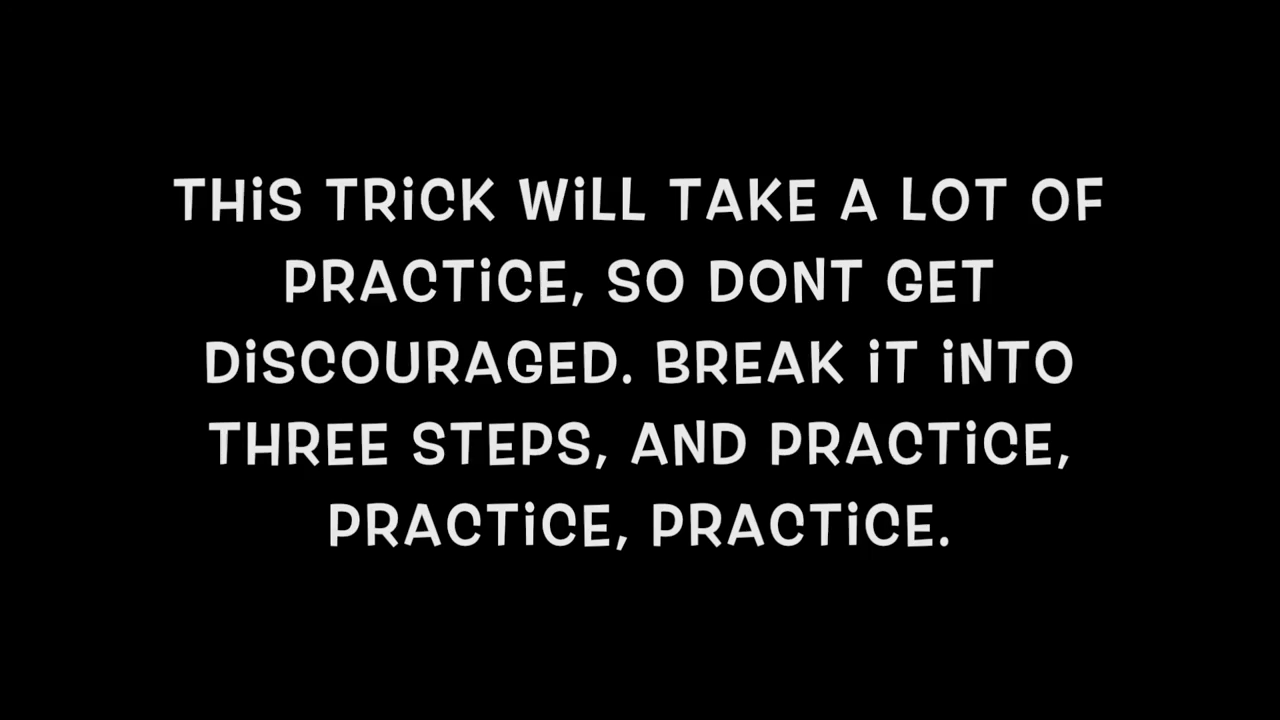 THiS TRiCK WiLL TAKE A LOT OF
PRACTiCE, SO DONT GET
DiSCOURAGED. BREAK iT iNTO
THREE STEPS, AND PRACTiCE,
PRACTiCE, PRACTiCE.